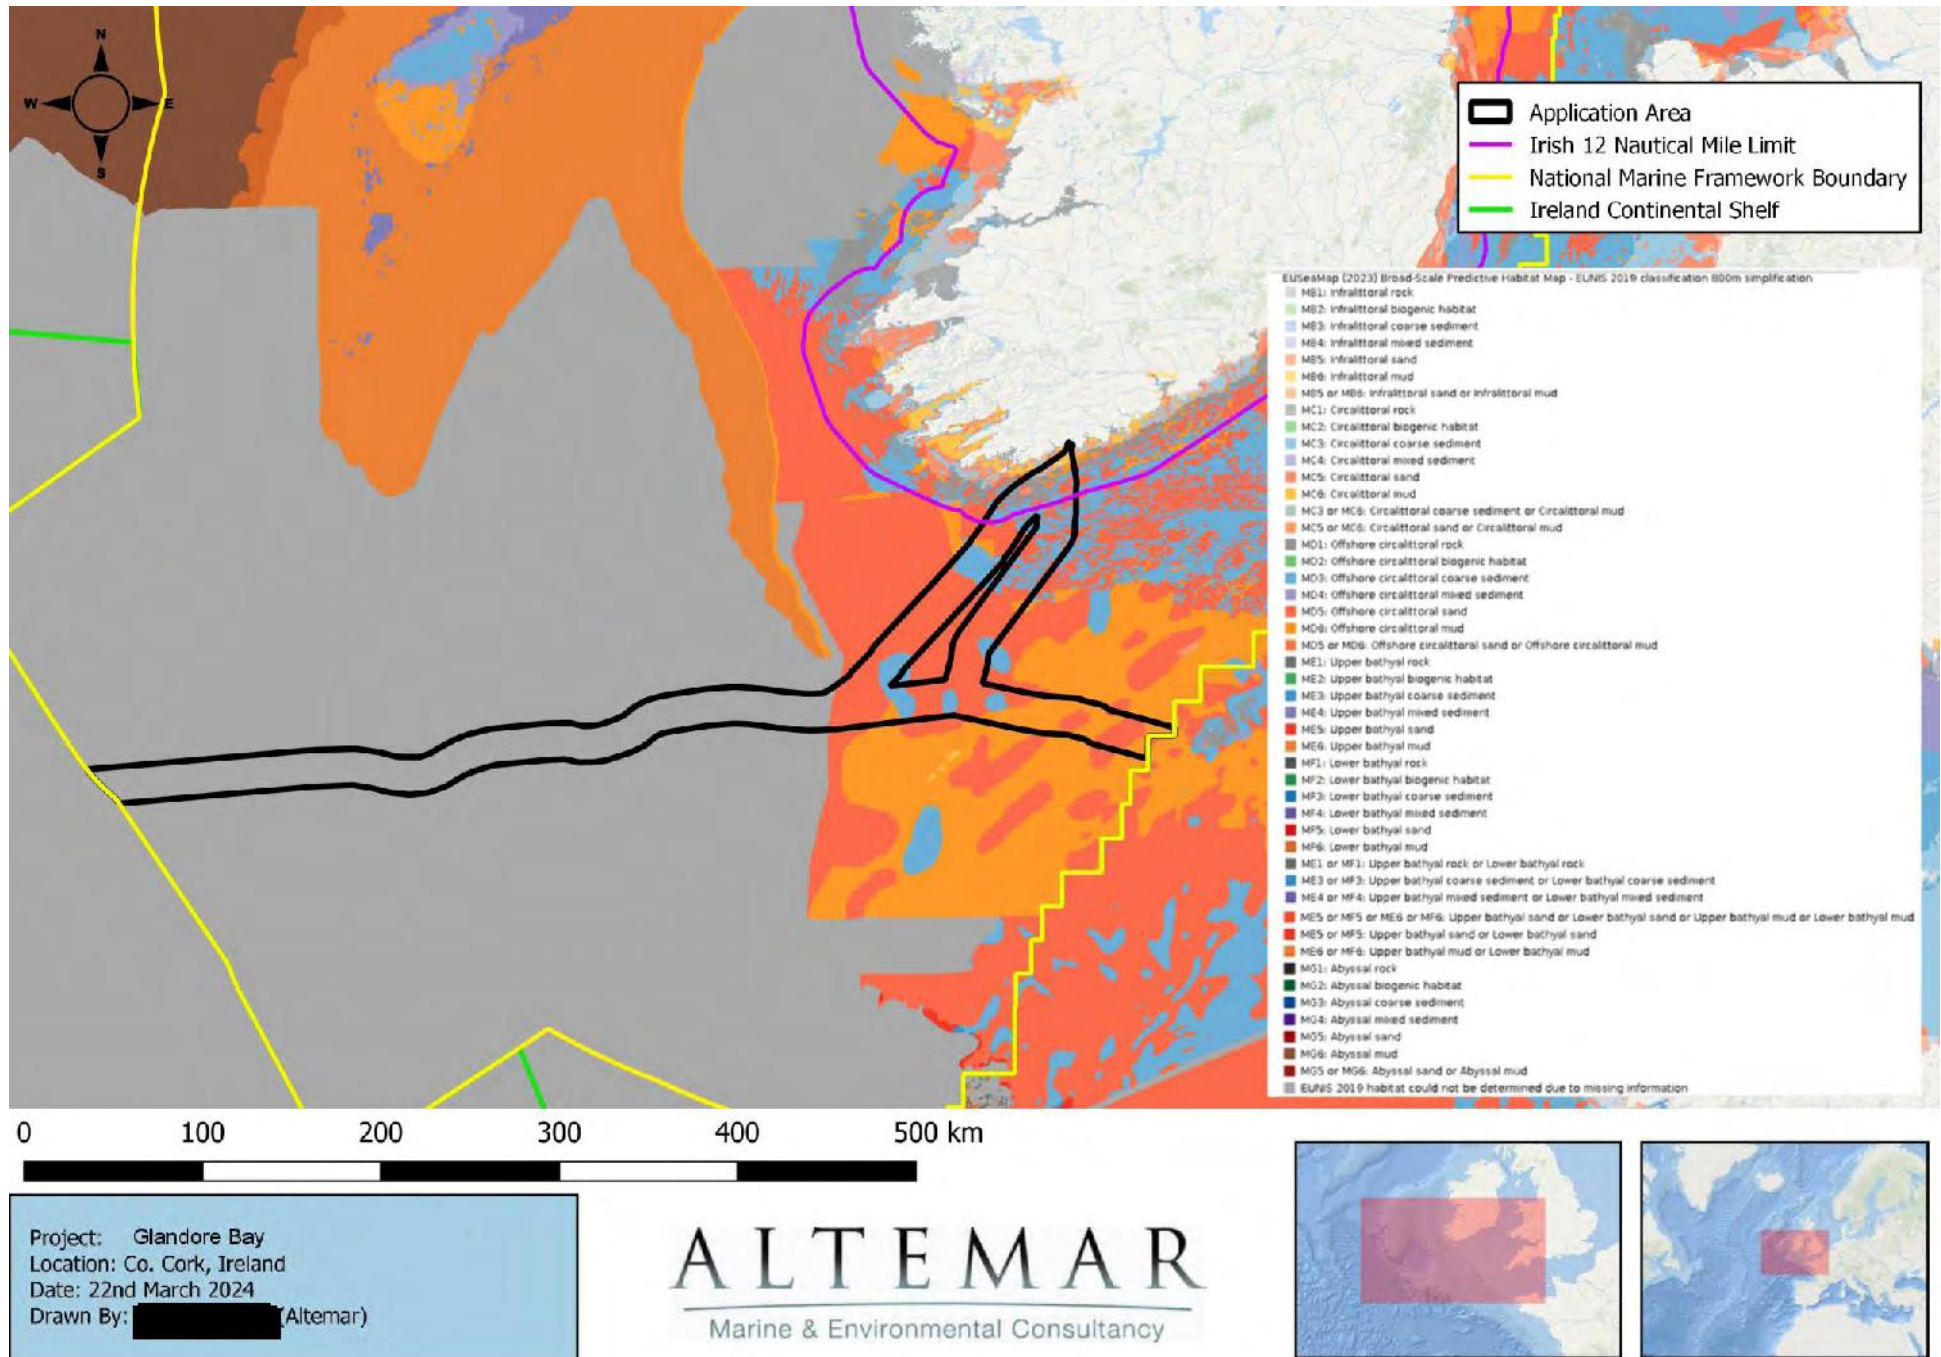 N
W
E
S
Application Area
Irish 12 Nautical Mile Limit
National Marine Framework Boundary
Ireland Continental Shelf
EUSeaMap (2023) Broad-Scale Predictive Habitat Map - EUNIS 2019 classification 800m simplification
MB1: Infralittoral rock
MB2: Infralittoral biogenic habitat
MB3: Infralittoral coarse sediment
MB4: Infralittoral mixed sediment
MB5: Infralittoral sand
MB6: Infralittoral mud
MB5 or MB6: Infralittoral sand or Infralittoral mud
MC1: Circalittoral rock
MC2: Circalittoral biogenic habitat
MC3: Circalittoral coarse sediment
MC4: Circalittoral mixed sediment
MC5: Circalittoral sand
MC6: Circalittoral mud
MC3 or MC6: Circalittoral coarse sediment or Circalittoral mud
MC5 or MC6: Circalittoral sand or Circalittoral mud
MD1: Offshore circalittoral rock
MD2: Offshore circalittoral biogenic habitat
MD3: Offshore circalittoral coarse sediment
MD4: Offshore circalittoral mixed sediment
MD5: Offshore circalittoral sand
MD6: Offshore circalittoral mud
MD5 or MD6: Offshore circalittoral sand or Offshore circalittoral mud
ME1: Upper bathyal rock
ME2: Upper bathyal biogenic habitat
ME3: Upper bathyal coarse sediment
ME4: Upper bathyal mixed sediment
ME5: Upper bathyal sand
ME6: Upper bathyal mud
MF1: Lower bathyal rock
MF2: Lower bathyal biogenic habitat
MF3: Lower bathyal coarse sediment
MF4: Lower bathyal mixed sediment
MF5: Lower bathyal sand
MF6: Lower bathyal mud
ME1 or MF1: Upper bathyal rock or Lower bathyal rock
ME3 or MF3: Upper bathyal coarse sediment or Lower bathyal coarse sediment
ME4 or MF4: Upper bathyal mixed sediment or Lower bathyal mixed sediment
ME5 or MF5 or ME6 or MF6: Upper bathyal sand or Lower bathyal sand or Upper bathyal mud or Lower bathyal mud
ME5 or MF5: Upper bathyal sand or Lower bathyal sand
ME6 or MF6: Upper bathyal mud or Lower bathyal mud
MG1: Abyssal rock
MG2: Abyssal biogenic habitat
MG3: Abyssal coarse sediment
MG4: Abyssal mixed sediment
MG5: Abyssal sand
MG6: Abyssal mud
MG5 or MG6: Abyssal sand or Abyssal mud
EUNIS 2019 habitat could not be determined due to missing information
0 100 200 300 400 500 km
Project: Glandore Bay
Location: Co. Cork, Ireland
Date: 22nd March 2024
Drawn By: (Altemar)
ALTEMAR
Marine & Environmental Consultancy